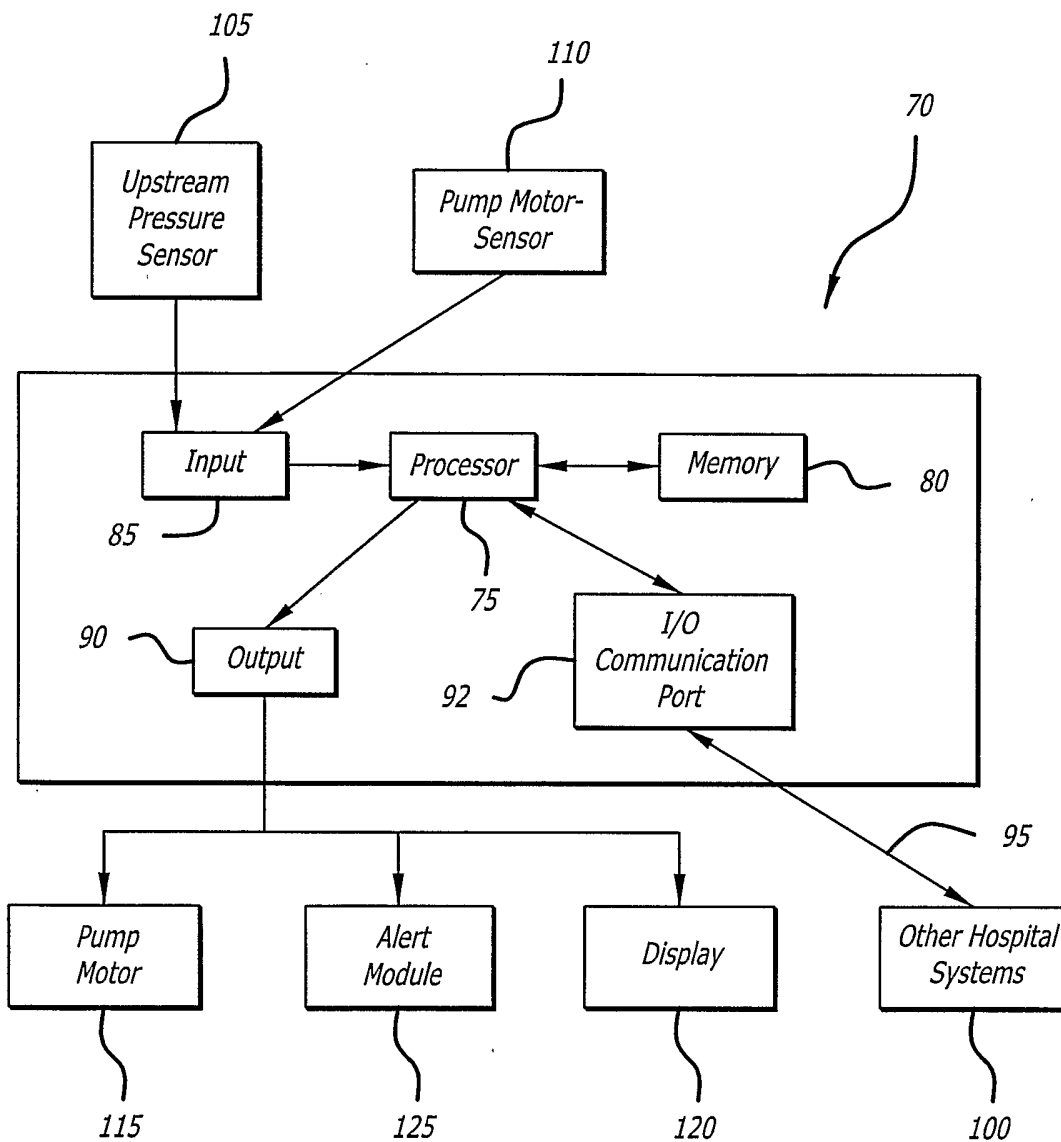 105
110
70
Upstream
Pressure
Sensor
Pump Motor-
Sensor
Input
Processor
Memory
80
85
75
90
Output
92
I/O
Communication
Port
95
Pump
Motor
Alert
Module
Display
Other Hospital
Systems
115
125
120
100